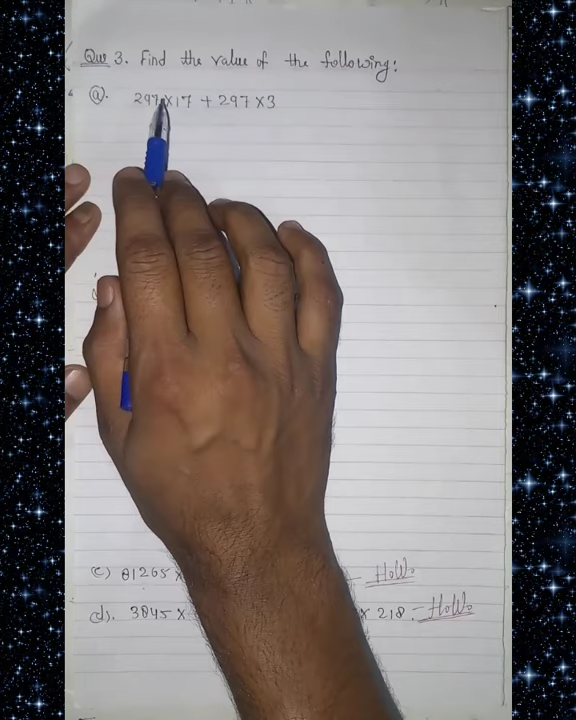 Que 3. Find the value of the following:
a). 297×17 + 297×3
c) 81265× – H.W.
d). 3845× × 218. – H.W.